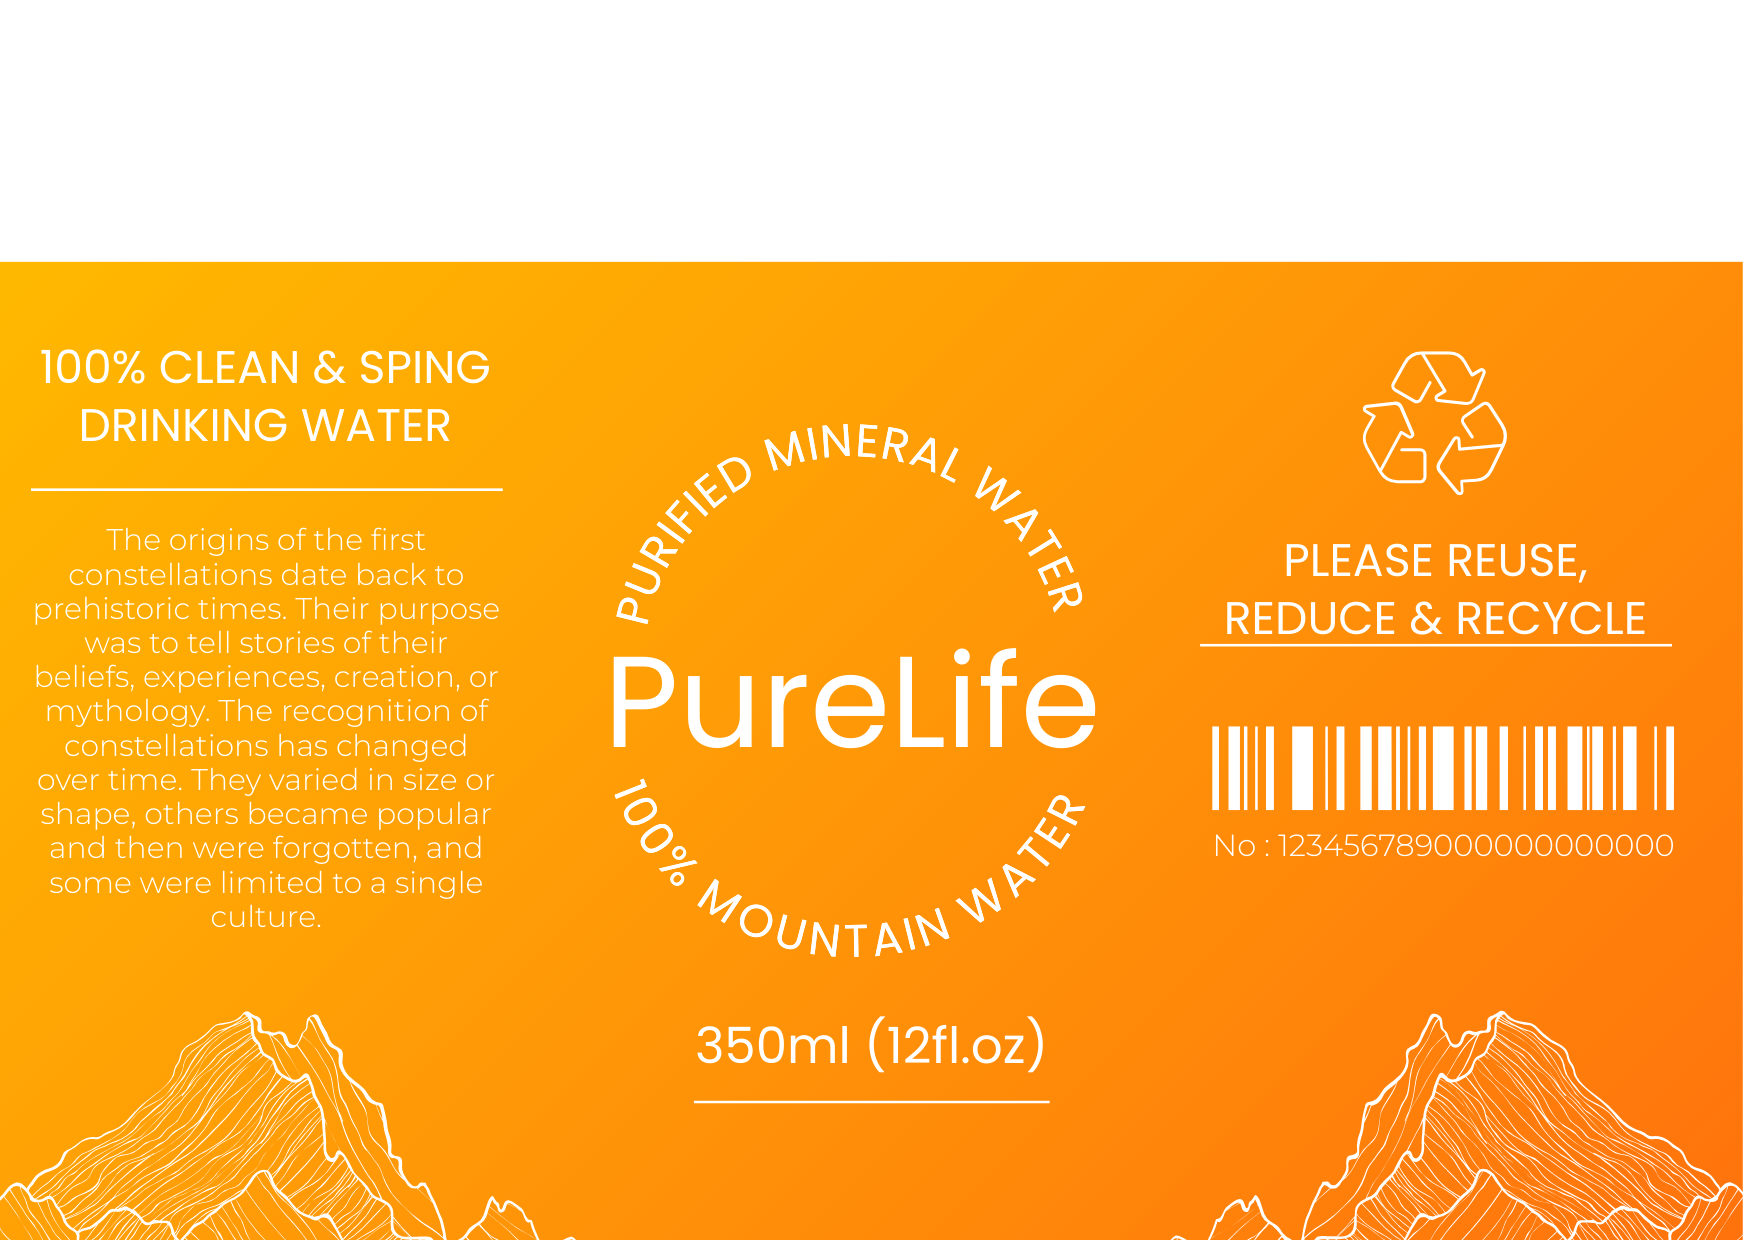 100% CLEAN & SPING
DRINKING WATER
The origins of the first
constellations date back to
prehistoric times. Their purpose
was to tell stories of their
beliefs, experiences, creation, or
mythology. The recognition of
constellations has changed
over time. They varied in size or
shape, others became popular
and then were forgotten, and
some were limited to a single
culture.
PURIFIED MINERAL WATER
PureLife
100% MOUNTAIN WATER
350ml (12fl.oz)
PLEASE REUSE,
REDUCE & RECYCLE
No : 123456789000000000000